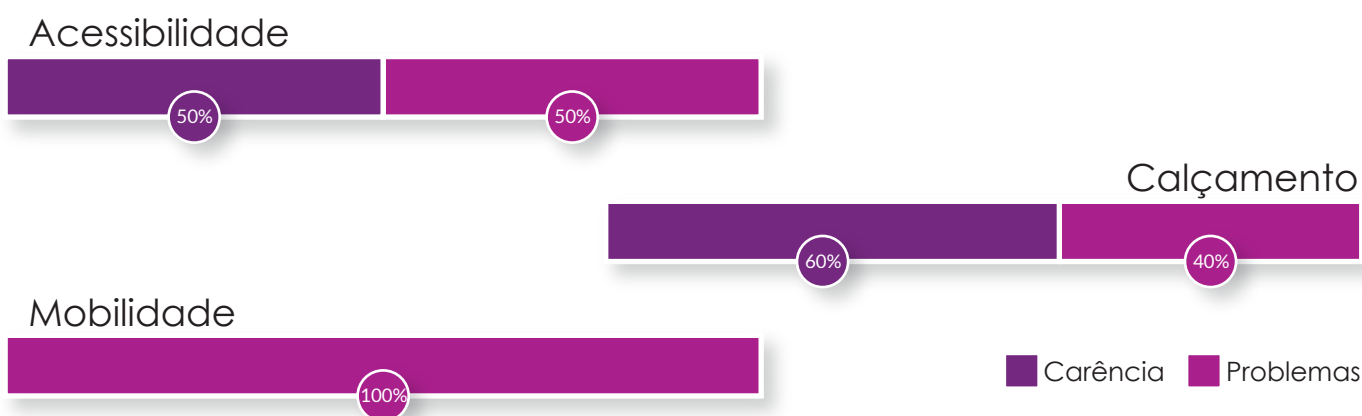 Acessibilidade
50% 50%
Calçamento
60% 40%
Mobilidade
100%
Carência Problemas